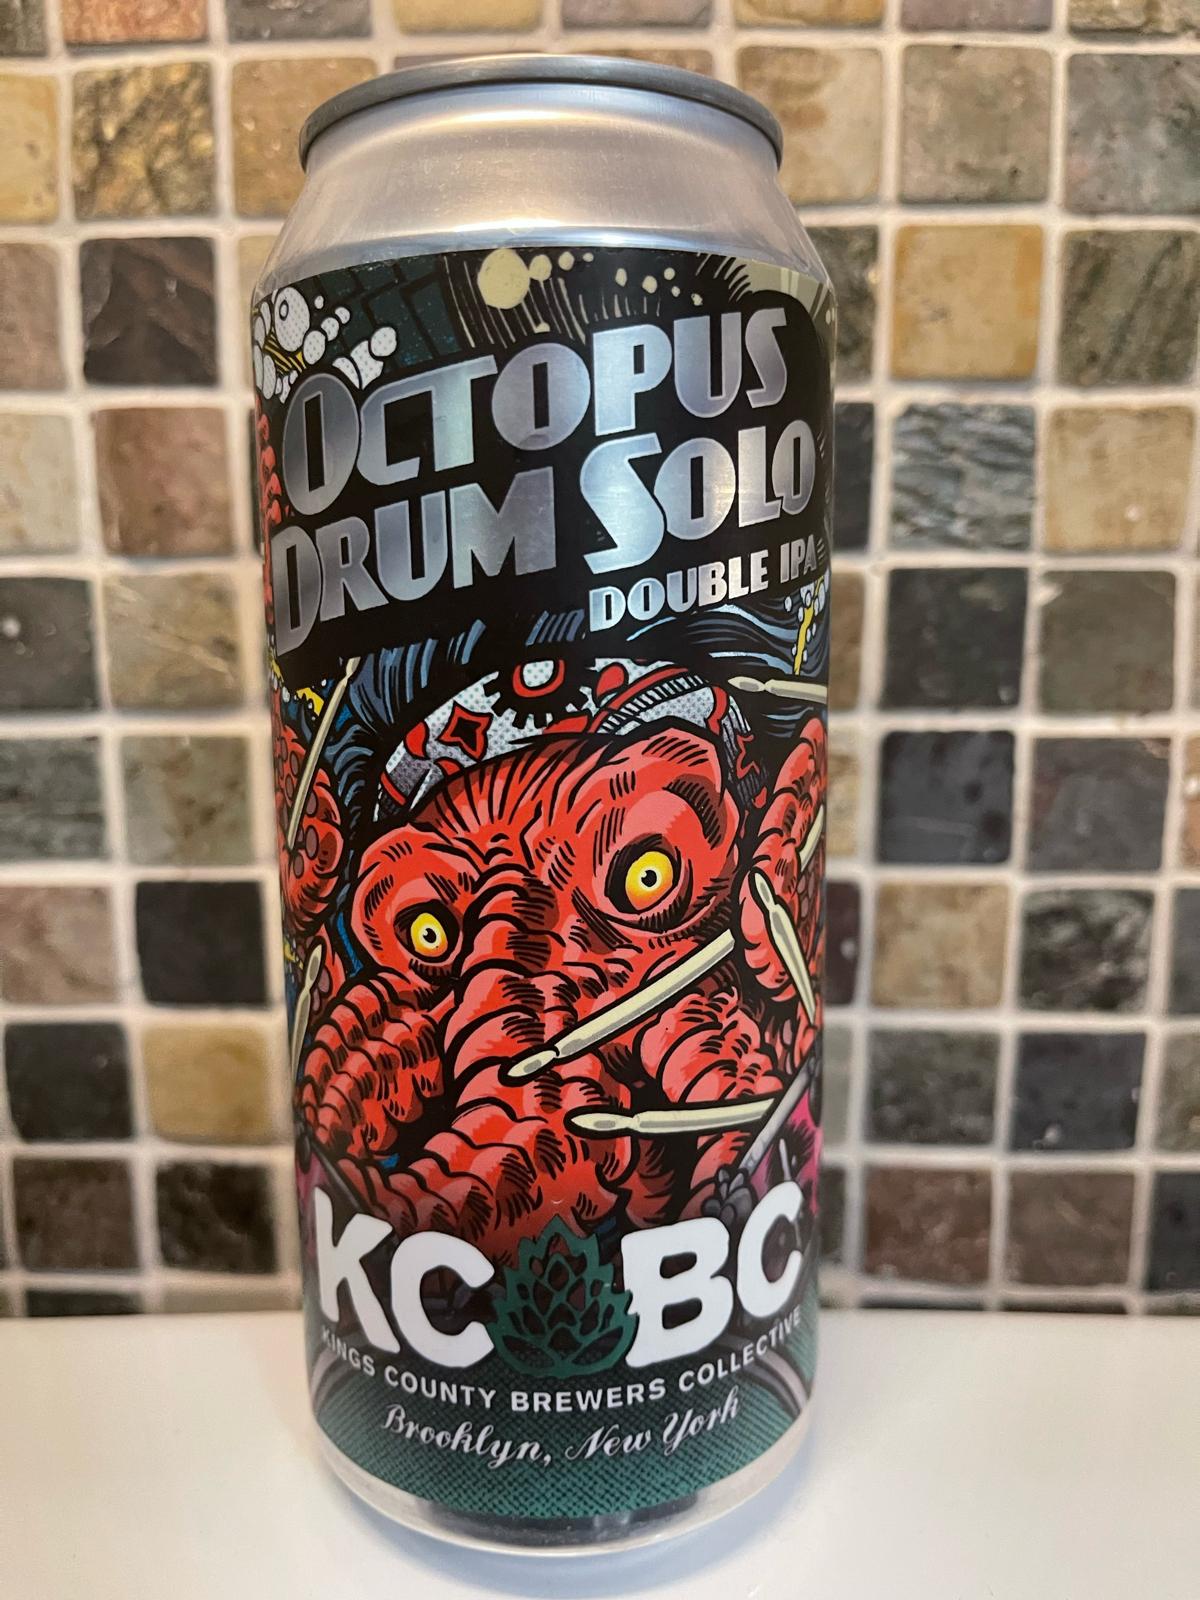 OCTOPUS
DRUM SOLO
DOUBLE IPA
KC BC
KINGS COUNTY BREWERS COLLECTIVE
Brooklyn, New York